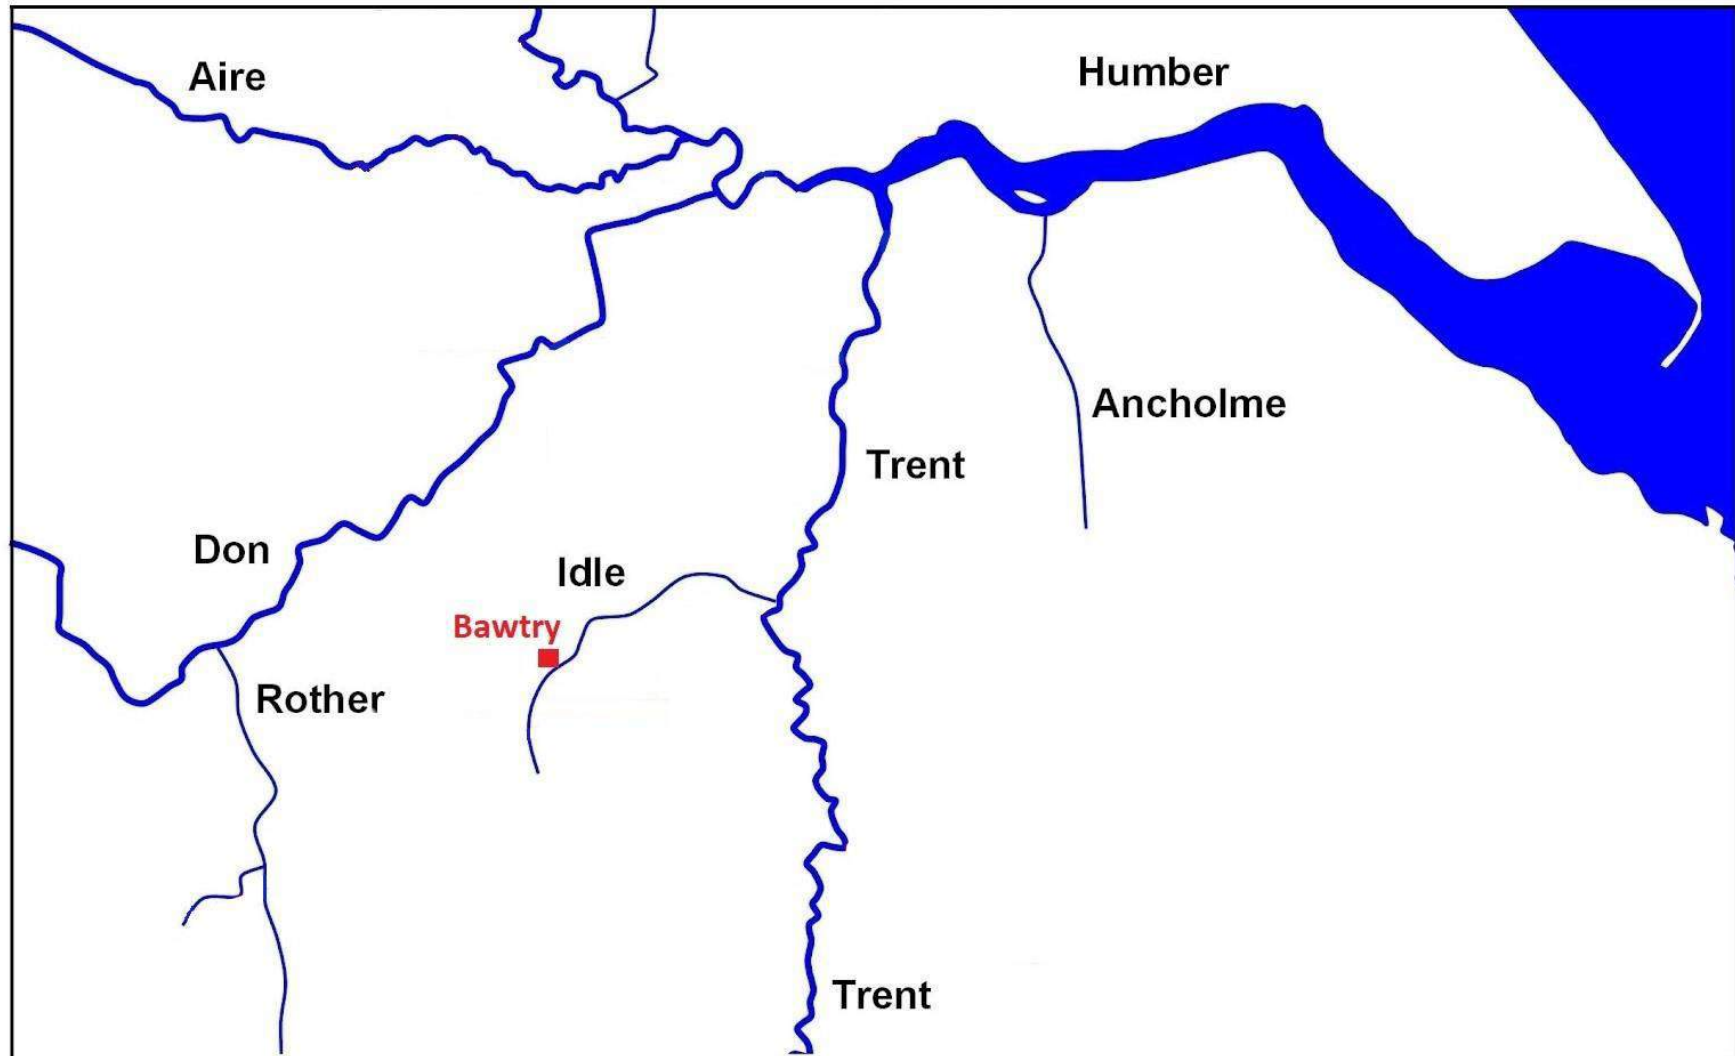 Humber
Aire
Ancholme
Trent
Don
Idle
Bawtry
Rother
Trent